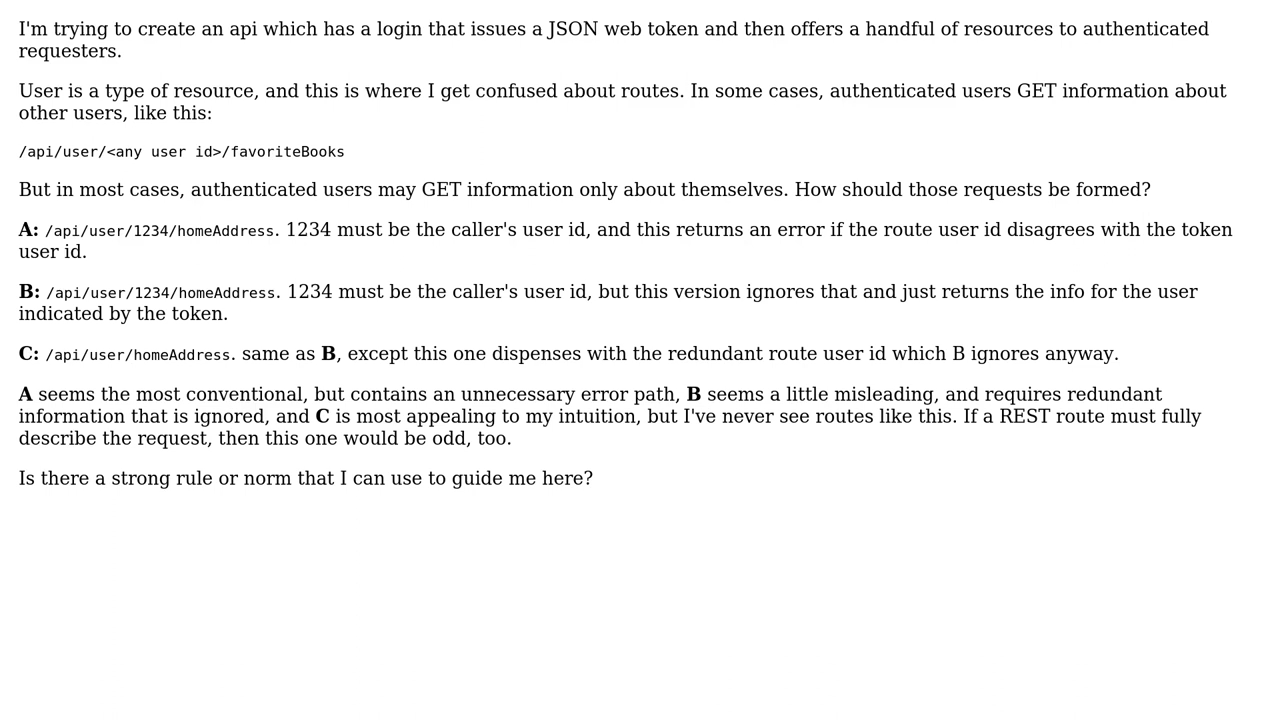 I'm trying to create an api which has a login that issues a JSON web token and then offers a handful of resources to authenticated
requesters.
User is a type of resource, and this is where I get confused about routes. In some cases, authenticated users GET information about
other users, like this:
/api/user/<any user id>/favoriteBooks
But in most cases, authenticated users may GET information only about themselves. How should those requests be formed?
A: /api/user/1234/homeAddress. 1234 must be the caller's user id, and this returns an error if the route user id disagrees with the token
user id.
B: /api/user/1234/homeAddress. 1234 must be the caller's user id, but this version ignores that and just returns the info for the user
indicated by the token.
C: /api/user/homeAddress. same as B, except this one dispenses with the redundant route user id which B ignores anyway.
A seems the most conventional, but contains an unnecessary error path, B seems a little misleading, and requires redundant
information that is ignored, and C is most appealing to my intuition, but I've never see routes like this. If a REST route must fully
describe the request, then this one would be odd, too.
Is there a strong rule or norm that I can use to guide me here?